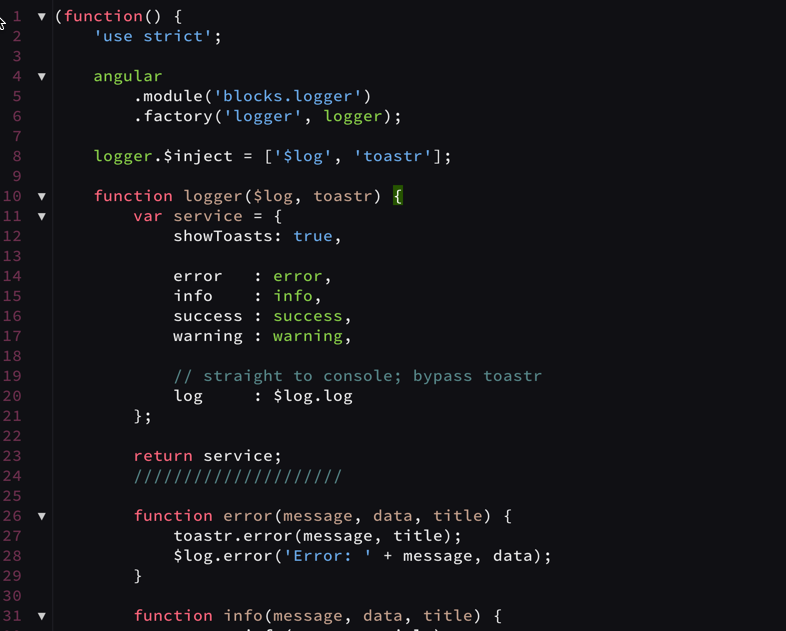 1 ▼ (function() {
2     'use strict';
3
4 ▼     angular
5         .module('blocks.logger')
6         .factory('logger', logger);
7
8     logger.$inject = ['$log', 'toastr'];
9
10 ▼     function logger($log, toastr) {
11 ▼         var service = {
12             showToasts: true,
13
14             error   : error,
15             info    : info,
16             success : success,
17             warning : warning,
18
19             // straight to console; bypass toastr
20             log     : $log.log
21         };
22
23         return service;
24         /////////////////////
25
26 ▼         function error(message, data, title) {
27             toastr.error(message, title);
28             $log.error('Error: ' + message, data);
29         }
30
31 ▼         function info(message, data, title) {